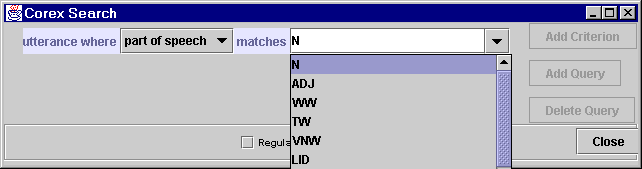 Corex Search
utterance where part of speech matches N
Add Criterion
N
ADJ
Add Query
WW
TW
Delete Query
VNW
Regula
Close
LID